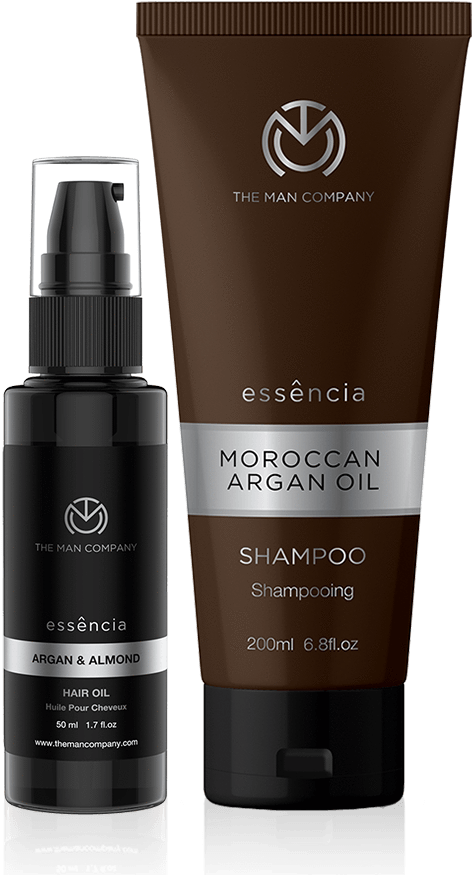 THE MAN COMPANY
essência
ARGAN & ALMOND
HAIR OIL
Huile Pour Cheveux
50 ml 1.7 fl.oz
www.themancompany.com
THE MAN COMPANY
essência
MOROCCAN
ARGAN OIL
SHAMPOO
Shampooing
200ml 6.8fl.oz